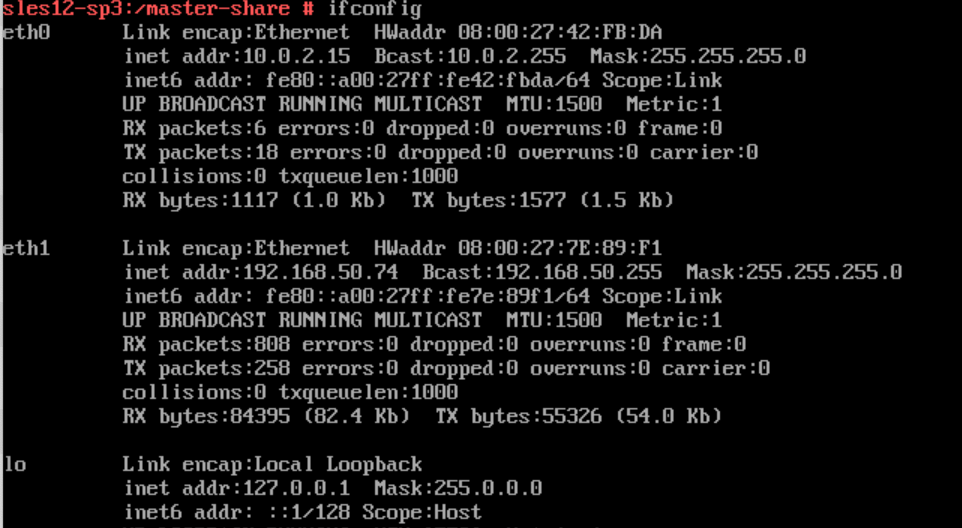 sles12-sp3:/master-share # ifconfig
eth0 Link encap:Ethernet HWaddr 08:00:27:42:FB:DA
inet addr:10.0.2.15 Bcast:10.0.2.255 Mask:255.255.255.0
inet6 addr: fe80::a00:27ff:fe42:fbda/64 Scope:Link
UP BROADCAST RUNNING MULTICAST MTU:1500 Metric:1
RX packets:6 errors:0 dropped:0 overruns:0 frame:0
TX packets:18 errors:0 dropped:0 overruns:0 carrier:0
collisions:0 txqueuelen:1000
RX bytes:1117 (1.0 Kb) TX bytes:1577 (1.5 Kb)
eth1 Link encap:Ethernet HWaddr 08:00:27:7E:89:F1
inet addr:192.168.50.74 Bcast:192.168.50.255 Mask:255.255.255.0
inet6 addr: fe80::a00:27ff:fe7e:89f1/64 Scope:Link
UP BROADCAST RUNNING MULTICAST MTU:1500 Metric:1
RX packets:808 errors:0 dropped:0 overruns:0 frame:0
TX packets:258 errors:0 dropped:0 overruns:0 carrier:0
collisions:0 txqueuelen:1000
RX bytes:84395 (82.4 Kb) TX bytes:55326 (54.0 Kb)
lo Link encap:Local Loopback
inet addr:127.0.0.1 Mask:255.0.0.0
inet6 addr: ::1/128 Scope:Host